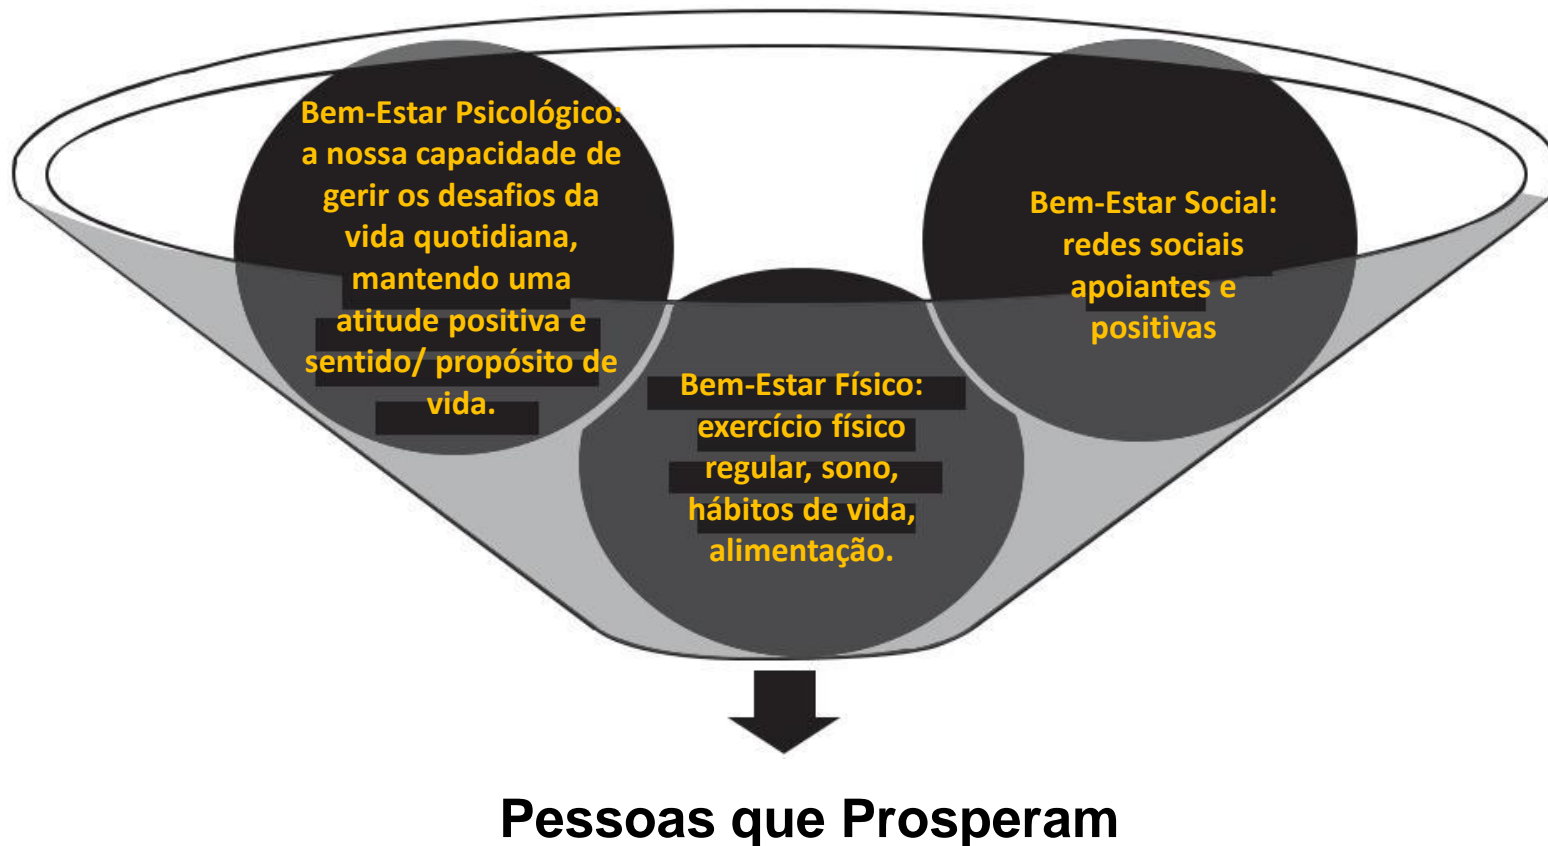 Bem-Estar Psicológico:
a nossa capacidade de
gerir os desafios da
vida quotidiana,
mantendo uma
atitude positiva e
sentido/ propósito de
vida.
Bem-Estar Social:
redes sociais
apoiantes e
positivas
Bem-Estar Físico:
exercício físico
regular, sono,
hábitos de vida,
alimentação.
Pessoas que Prosperam